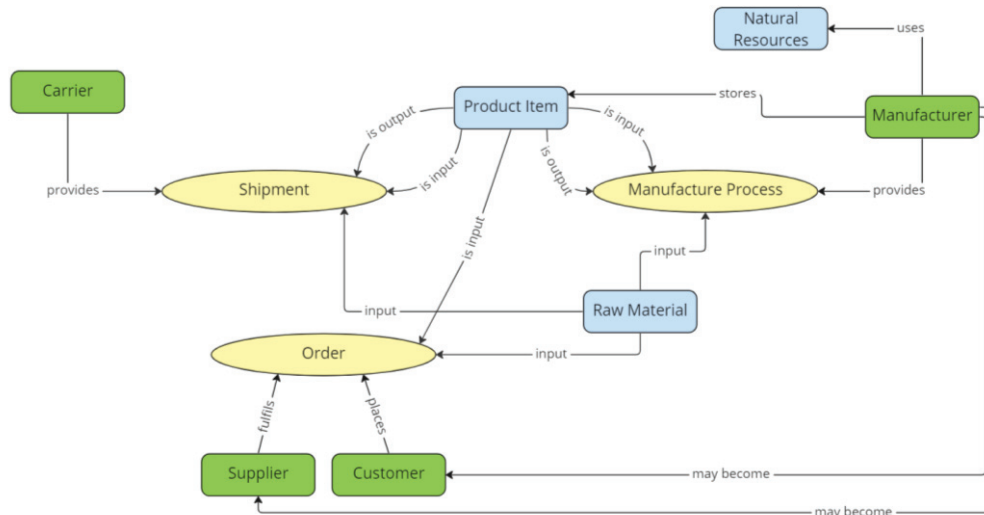 Natural
Resources
uses
Carrier
Product Item
stores
Manufacturer
is output
is input
is input
is output
provides
Shipment
Manufacture Process
provides
is input
input
input
Raw Material
Order
input
fulfils
places
Supplier
Customer
may become
may become